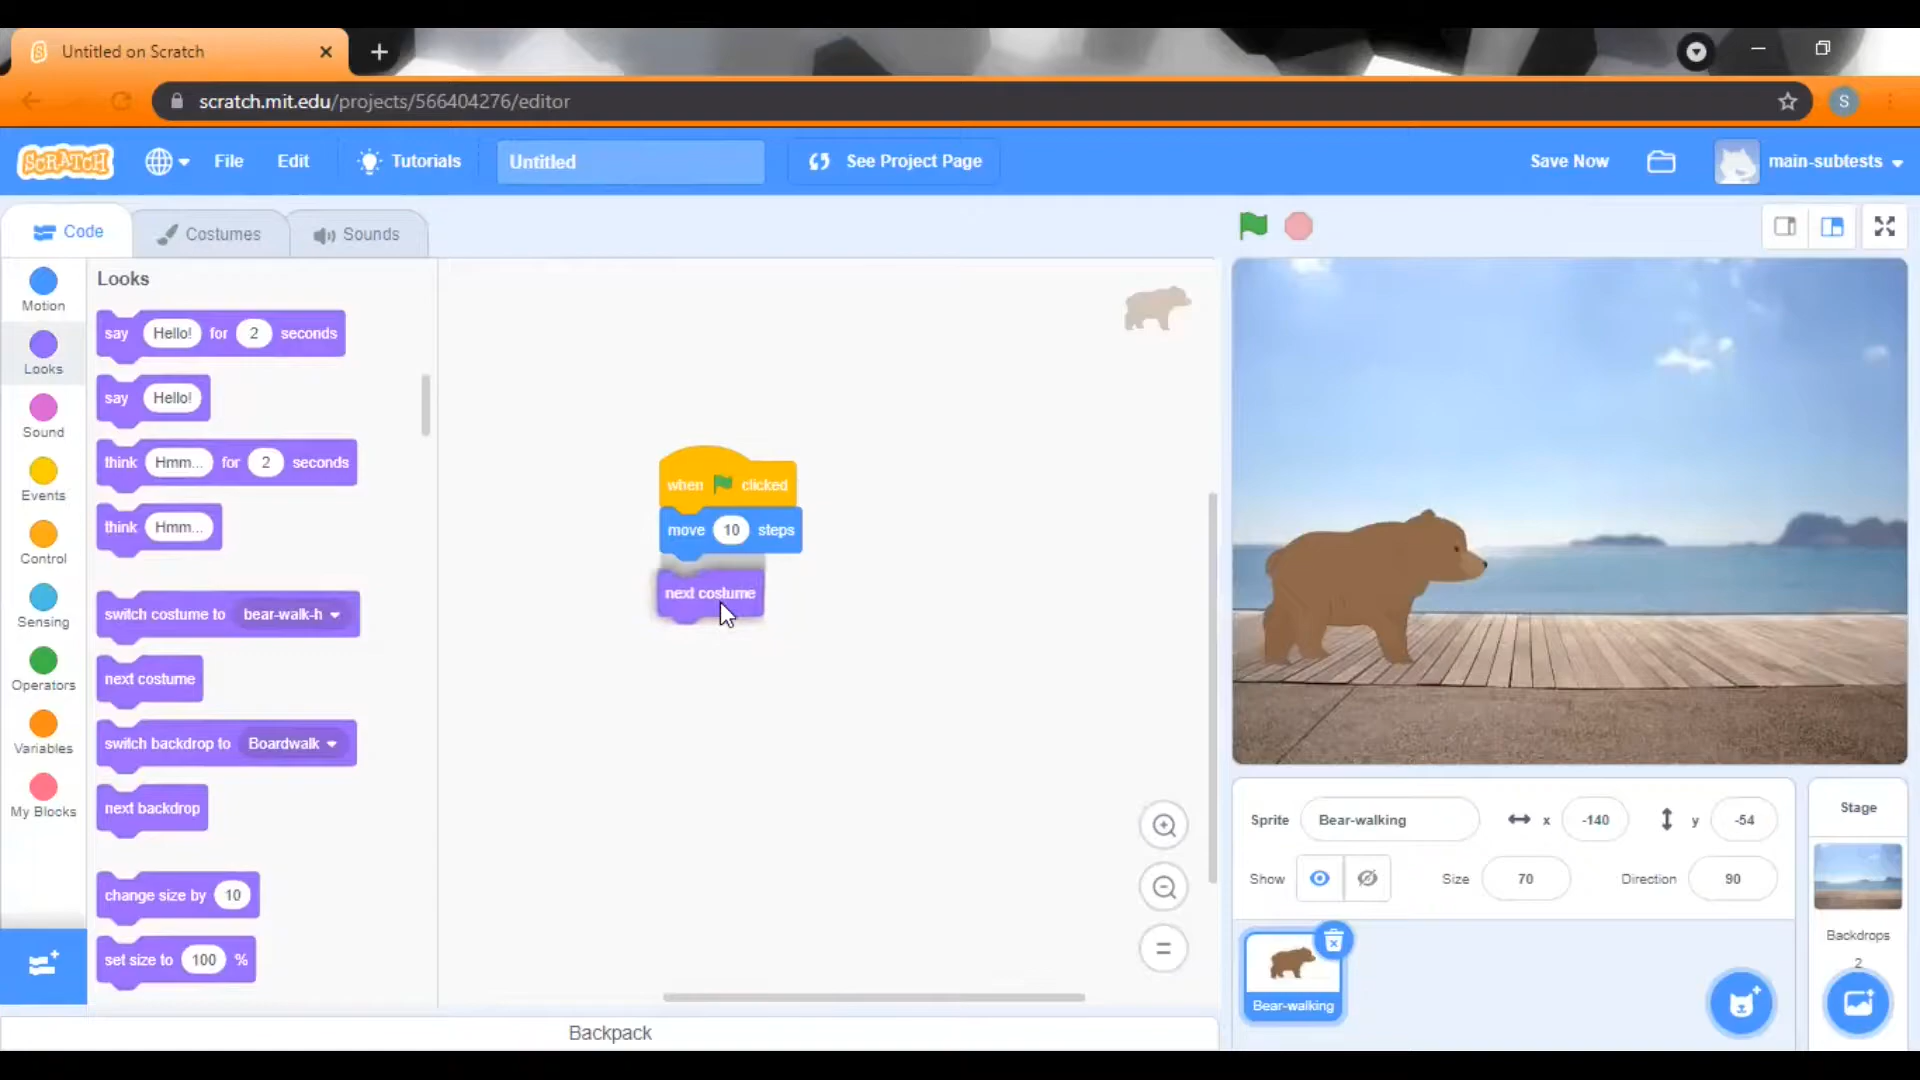 Untitled on Scratch
scratch.mit.edu/projects/566404276/editor
S
SCRATCH
File
Edit
Tutorials
Untitled
See Project Page
Save Now
main-subtests
Code
Costumes
Sounds
Motion
Looks
Sound
Events
Control
Sensing
Operators
Variables
My Blocks
Looks
say Hello! for 2 seconds
say Hello!
think Hmm... for 2 seconds
think Hmm...
switch costume to bear-walk-h
next costume
switch backdrop to Boardwalk
next backdrop
change size by 10
set size to 100 %
when clicked
move 10 steps
next costume
Backpack
Sprite Bear-walking x -140 y -54
Show Size 70 Direction 90
Bear-walking
Stage
Backdrops
2